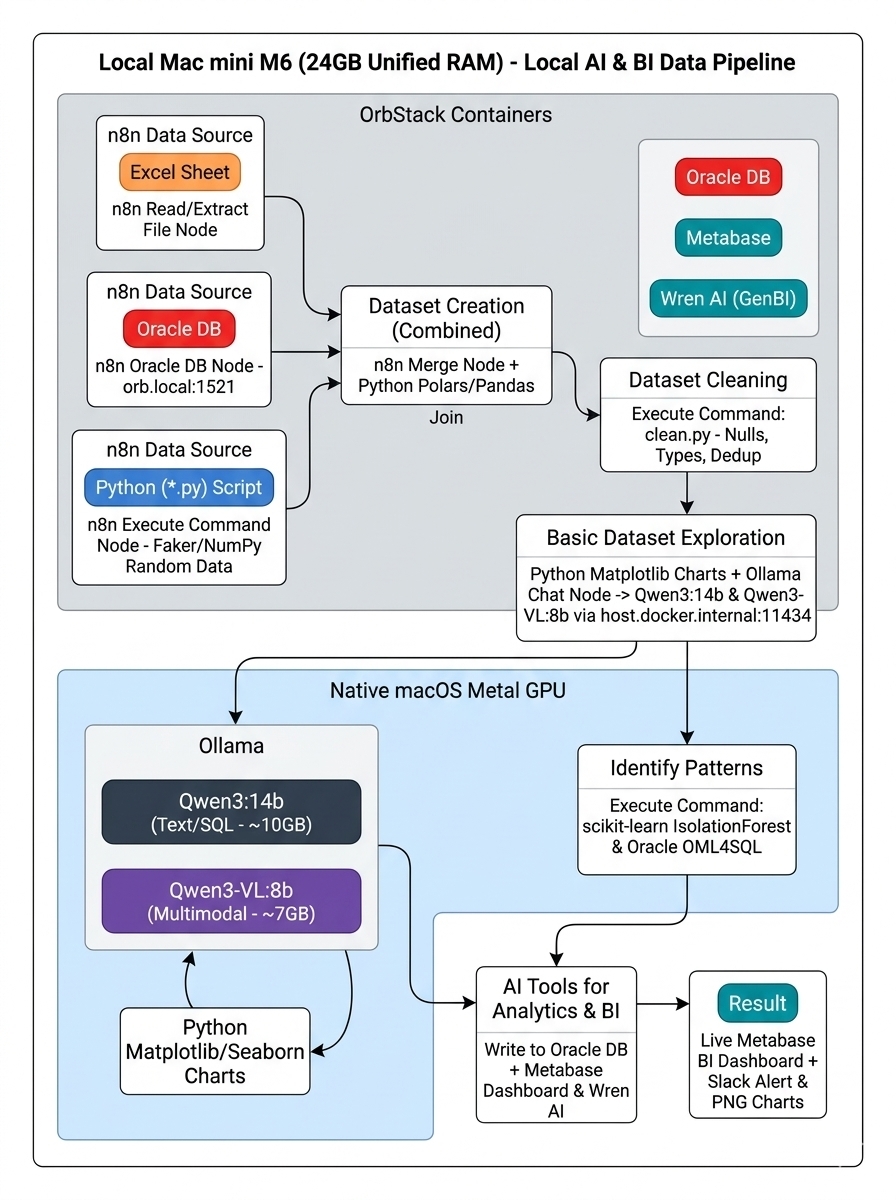 Local Mac mini M6 (24GB Unified RAM) - Local AI & BI Data Pipeline
OrbStack Containers
n8n Data Source
Excel Sheet
n8n Read/Extract
File Node
n8n Data Source
Oracle DB
n8n Oracle DB Node -
orb.local:1521
n8n Data Source
Python (*.py) Script
n8n Execute Command
Node - Faker/NumPy
Random Data
Dataset Creation
(Combined)
n8n Merge Node +
Python Polars/Pandas
Join
Oracle DB
Metabase
Wren AI (GenBI)
Dataset Cleaning
Execute Command:
clean.py - Nulls,
Types, Dedup
Basic Dataset Exploration
Python Matplotlib Charts + Ollama
Chat Node -> Qwen3:14b & Qwen3-
VL:8b via host.docker.internal:11434
Native macOS Metal GPU
Ollama
Qwen3:14b
(Text/SQL - ~10GB)
Qwen3-VL:8b
(Multimodal - ~7GB)
Python
Matplotlib/Seaborn
Charts
Identify Patterns
Execute Command:
scikit-learn IsolationForest
& Oracle OML4SQL
AI Tools for
Analytics & BI
Write to Oracle DB
+ Metabase
Dashboard & Wren
AI
Result
Live Metabase
BI Dashboard +
Slack Alert &
PNG Charts